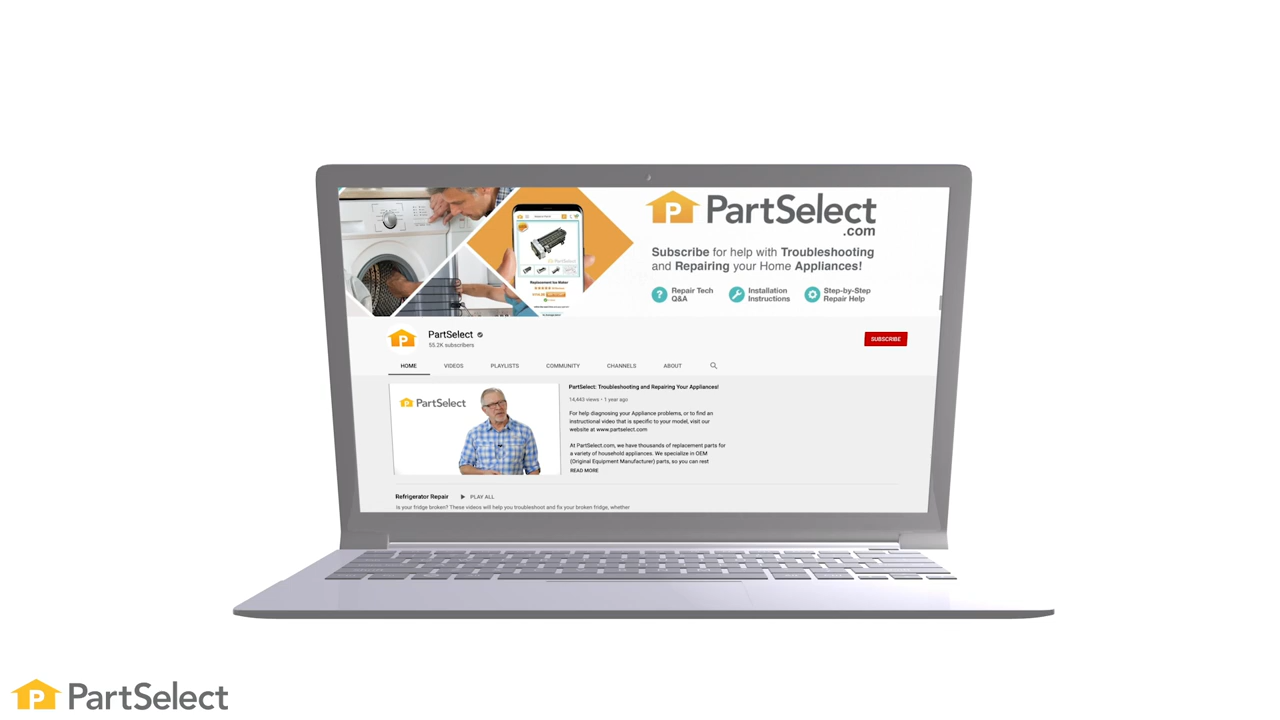 PartSelect
.com
Subscribe for help with Troubleshooting
and Repairing your Home Appliances!
Repair Tech
Q&A
Installation
Instructions
Step-by-Step
Repair Help
Replacement Ice Maker
PartSelect
55.2K subscribers
SUBSCRIBE
HOME VIDEOS PLAYLISTS COMMUNITY CHANNELS ABOUT
PartSelect
PartSelect: Troubleshooting and Repairing Your Appliances!
14,443 views • 1 year ago
For help diagnosing your Appliance problems, or to find an
instructional video that is specific to your model, visit our
website at www.partselect.com
At PartSelect.com, we have thousands of replacement parts for
a variety of household appliances. We specialize in OEM
(Original Equipment Manufacturer) parts, so you can rest
READ MORE
Refrigerator Repair PLAY ALL
Is your fridge broken? These videos will help you troubleshoot and fix your broken fridge, whether
PartSelect